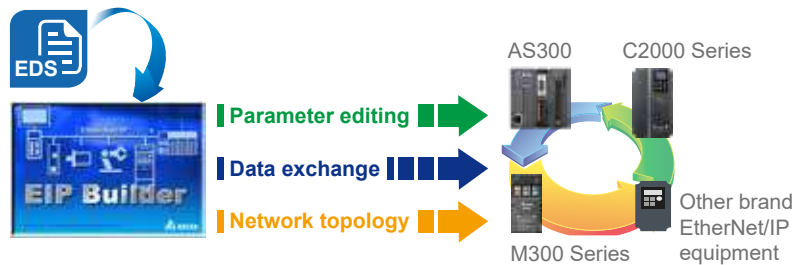 EDS
EIP Builder
Parameter editing
Data exchange
Network topology
AS300
C2000 Series
M300 Series
Other brand
EtherNet/IP
equipment